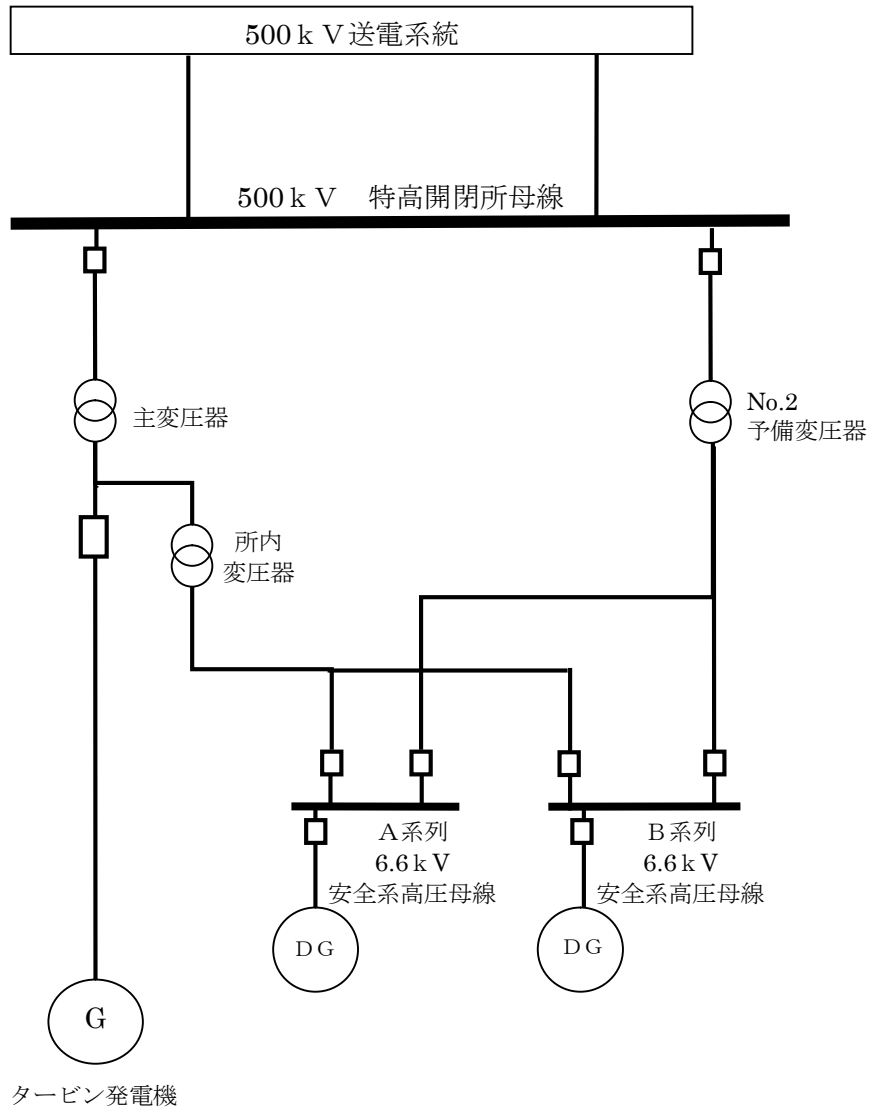 500ｋＶ送電系統
500ｋＶ　特高開閉所母線
主変圧器
No.2
予備変圧器
所内
変圧器
Ａ系列
6.6ｋＶ
安全系高圧母線
Ｂ系列
6.6ｋＶ
安全系高圧母線
ＤＧ
ＤＧ
G
タービン発電機